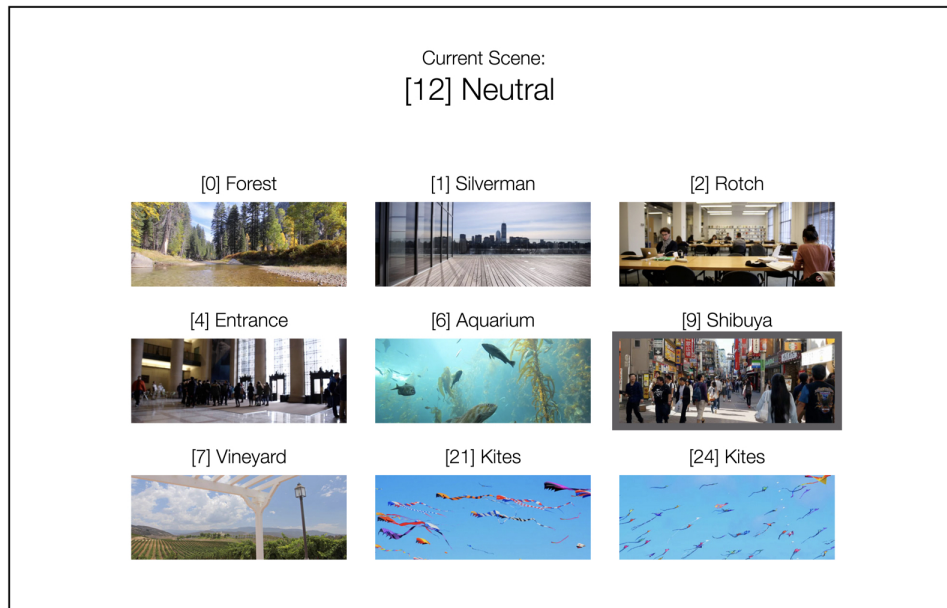 Current Scene:
[12] Neutral
[0] Forest
[1] Silverman
[2] Rotch
[4] Entrance
[6] Aquarium
[9] Shibuya
[7] Vineyard
[21] Kites
[24] Kites